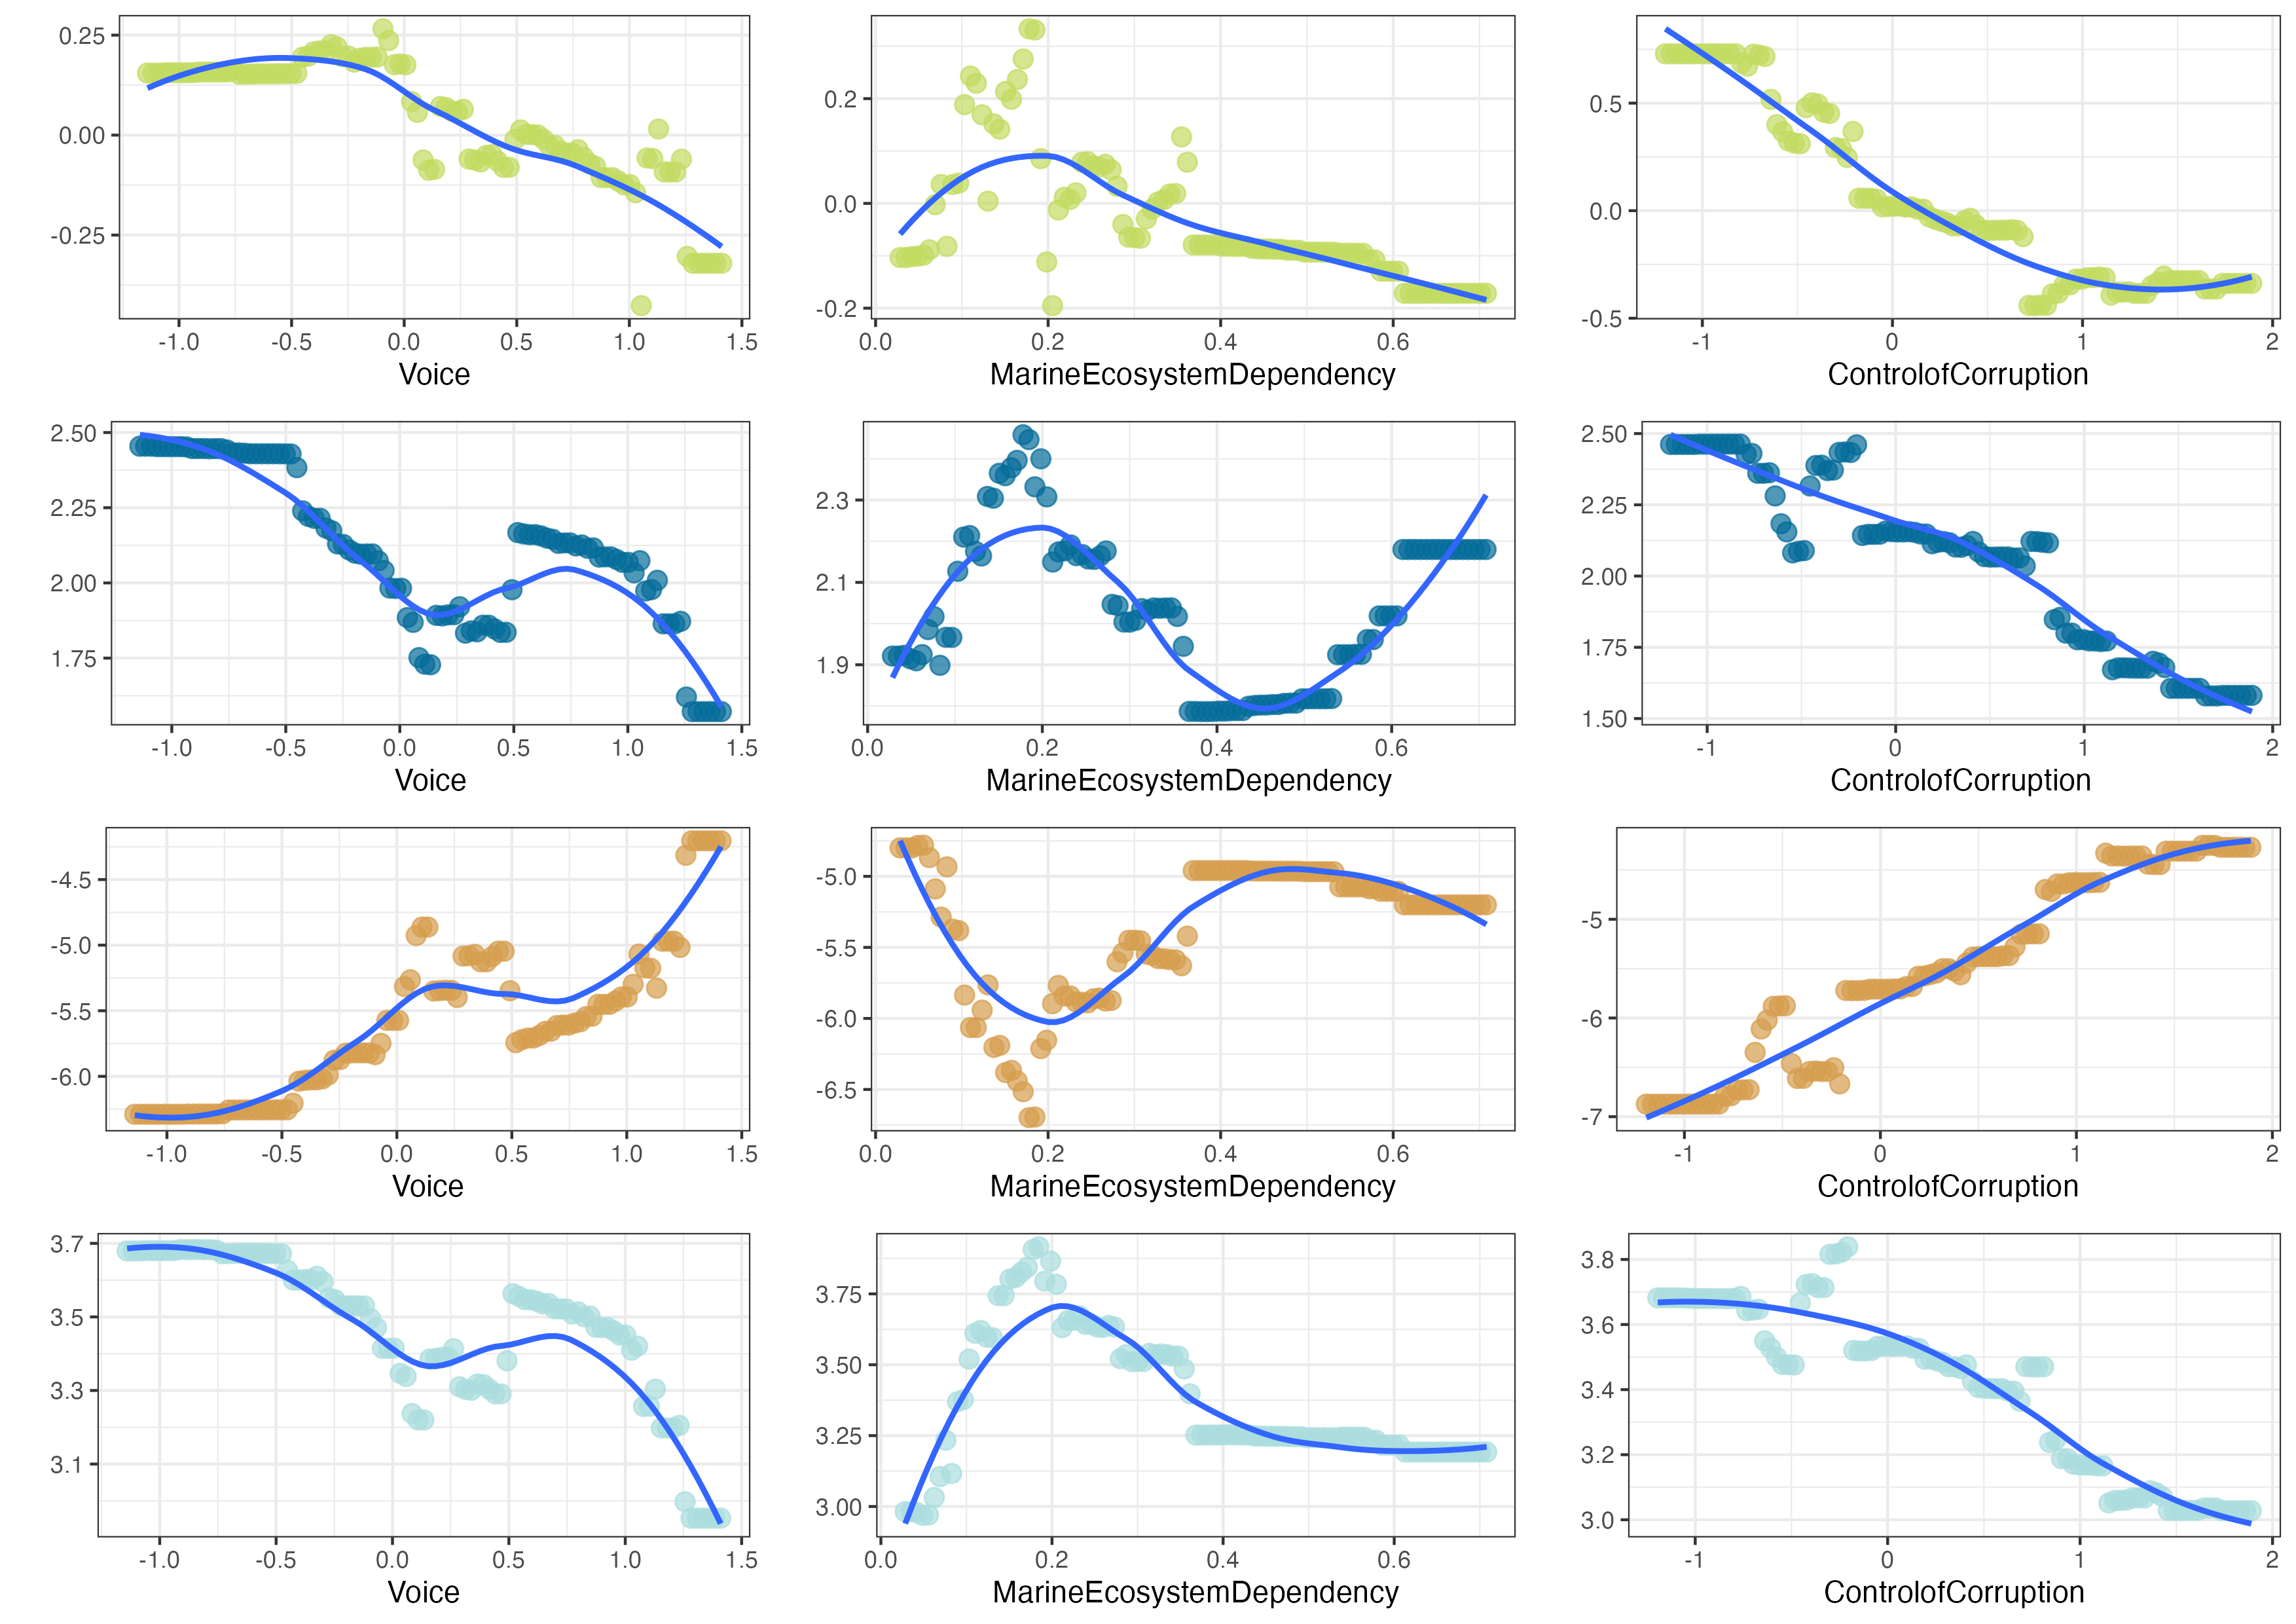 0.25
0.00
-0.25
-1.0 -0.5 0.0 0.5 1.0 1.5
Voice
0.2
0.0
-0.2
0.0 0.2 0.4 0.6
MarineEcosystemDependency
0.5
0.0
-0.5
-1 0 1 2
ControlofCorruption
2.50
2.25
2.00
1.75
-1.0 -0.5 0.0 0.5 1.0 1.5
Voice
2.3
2.1
1.9
0.0 0.2 0.4 0.6
MarineEcosystemDependency
2.50
2.25
2.00
1.75
1.50
-1 0 1 2
ControlofCorruption
-4.5
-5.0
-5.5
-6.0
-1.0 -0.5 0.0 0.5 1.0 1.5
Voice
-5.0
-5.5
-6.0
-6.5
0.0 0.2 0.4 0.6
MarineEcosystemDependency
-5
-6
-7
-1 0 1 2
ControlofCorruption
3.7
3.5
3.3
3.1
-1.0 -0.5 0.0 0.5 1.0 1.5
Voice
3.75
3.50
3.25
3.00
0.0 0.2 0.4 0.6
MarineEcosystemDependency
3.8
3.6
3.4
3.2
3.0
-1 0 1 2
ControlofCorruption